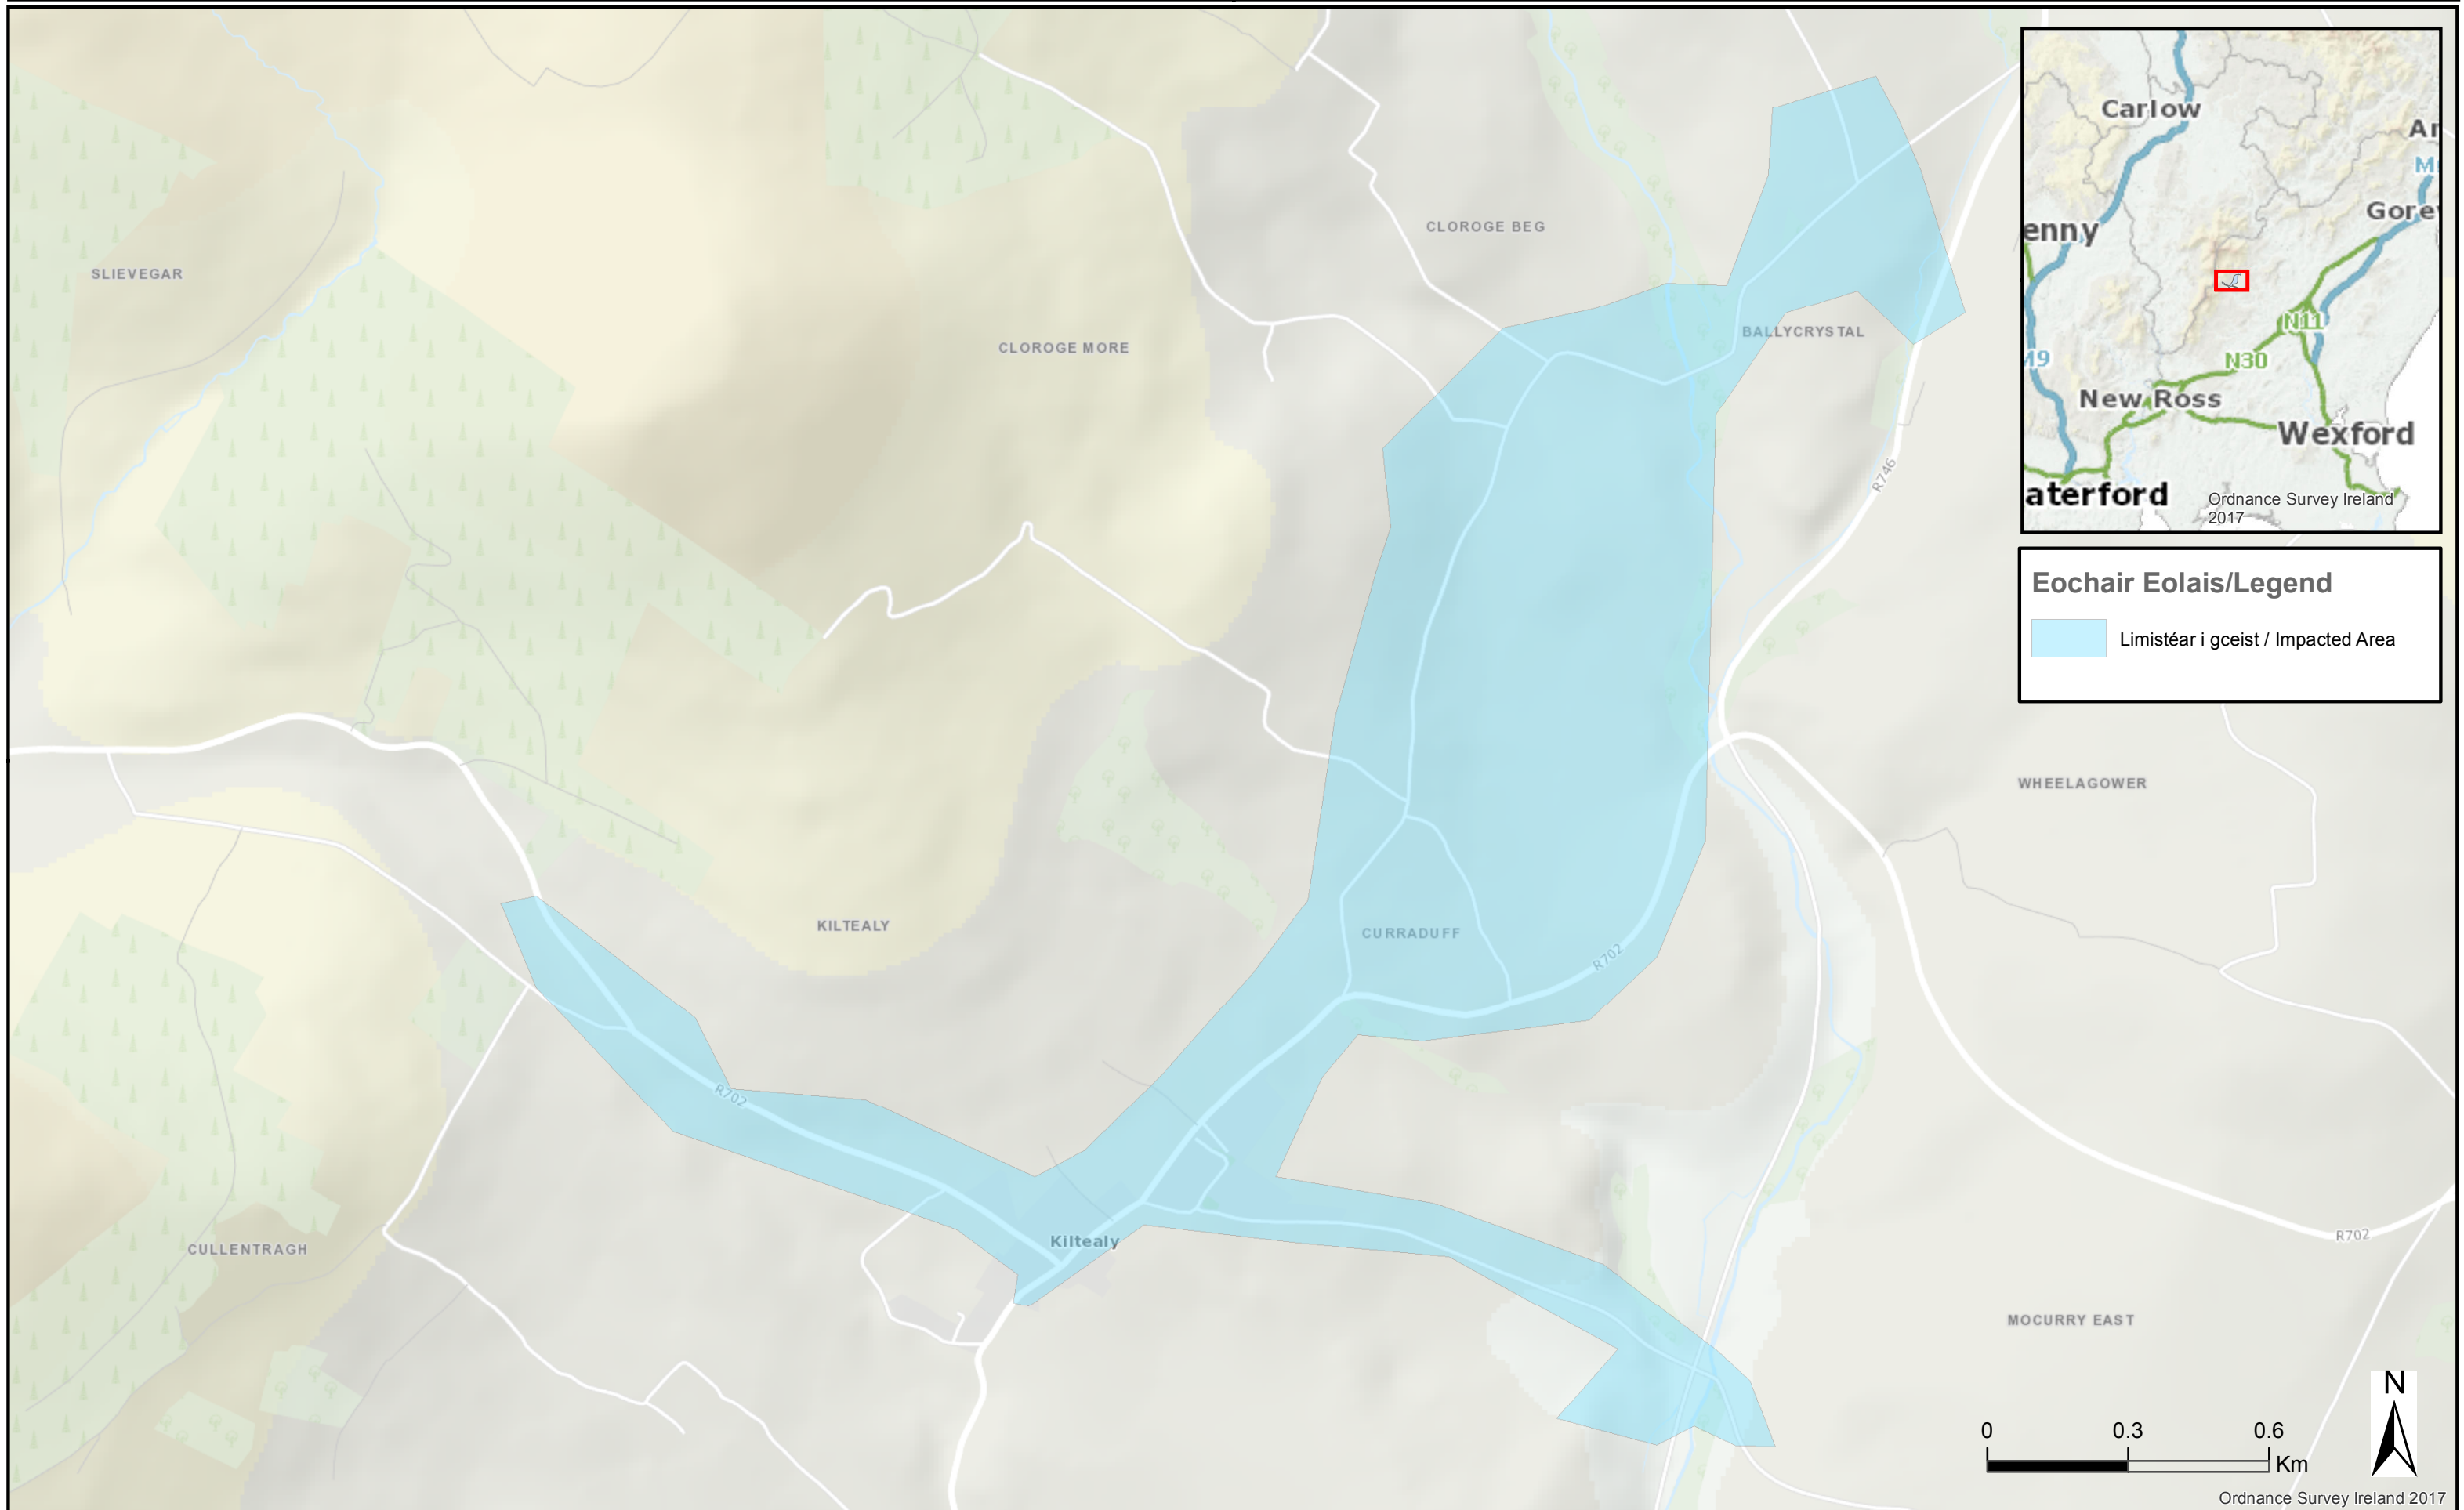 SLIEVEGAR
CLOROGE MORE
CLOROGE BEG
BALLYCRYSTAL
R746
WHEELAGOWER
KILTEALY
CURRADUFF
R702
R702
R702
CULLENTRAGH
Kiltealy
MOCURRY EAST
Carlow
Ar
M
Gore
enny
N11
M9
N30
New Ross
Wexford
aterford
Ordnance Survey Ireland
2017
Eochair Eolais/Legend
Limistéar i gceist / Impacted Area
0 0.3 0.6
Km
N
Ordnance Survey Ireland 2017